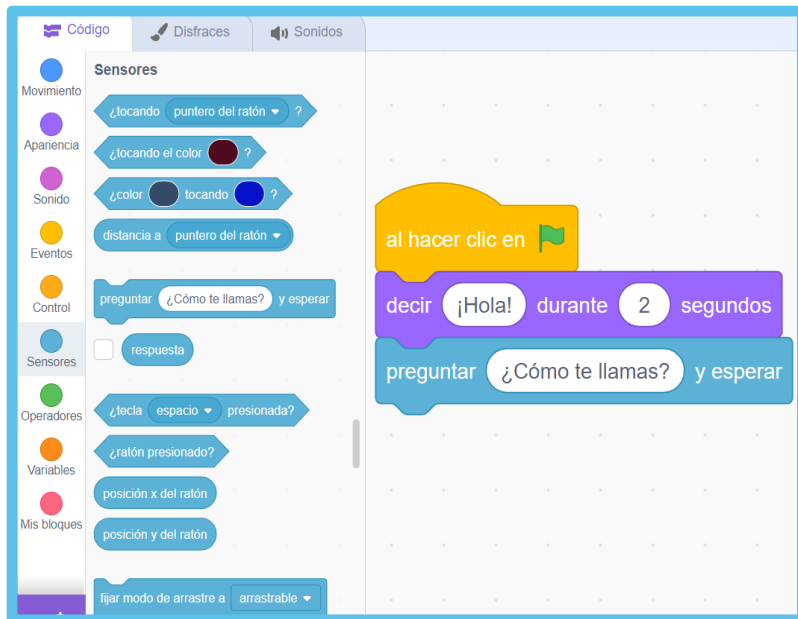 Código
Disfraces
Sonidos
Movimiento
Apariencia
Sonido
Eventos
Control
Sensores
Operadores
Variables
Mis bloques
Sensores
¿tocando puntero del ratón ?
¿tocando el color ?
¿color tocando ?
distancia a puntero del ratón
preguntar ¿Cómo te llamas? y esperar
respuesta
¿tecla espacio presionada?
¿ratón presionado?
posición x del ratón
posición y del ratón
fijar modo de arrastre a arrastrable
al hacer clic en
decir ¡Hola! durante 2 segundos
preguntar ¿Cómo te llamas? y esperar